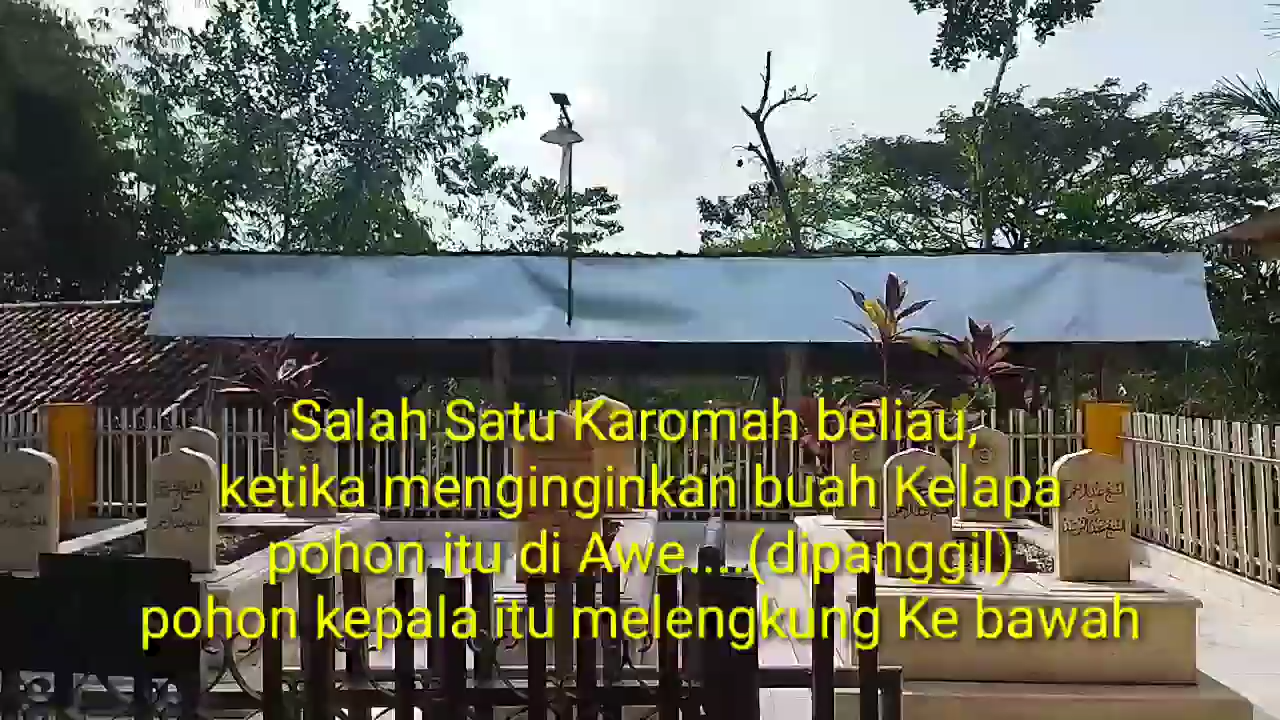 Salah Satu Karomah beliau,
ketika menginginkan buah Kelapa
pohon itu di Awe....(dipanggil)
pohon kepala itu melengkung Ke bawah